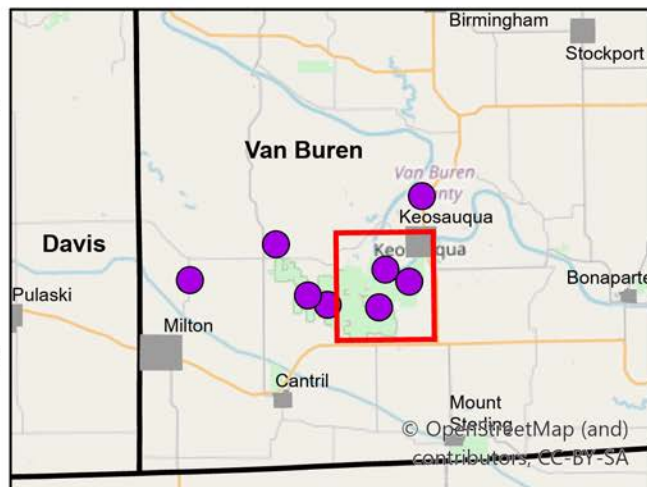 Birmingham
Stockport
Van Buren
Van Buren
County
Keosauqua
Keosauqua
Davis
Bonaparte
Pulaski
Milton
Cantril
Mount
Sterling
© OpenStreetMap (and)
contributors, CC-BY-SA